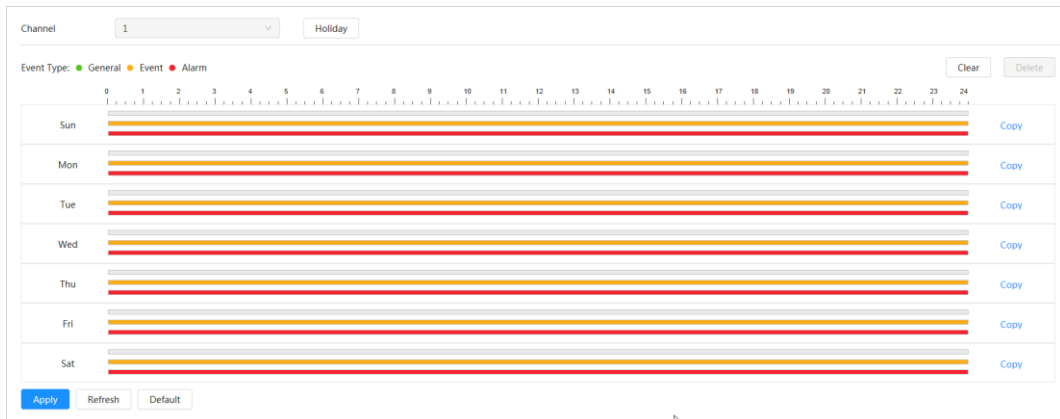 Channel 1 Holiday
Event Type: General Event Alarm Clear Delete
0 1 2 3 4 5 6 7 8 9 10 11 12 13 14 15 16 17 18 19 20 21 22 23 24
Sun Copy
Mon Copy
Tue Copy
Wed Copy
Thu Copy
Fri Copy
Sat Copy
Apply Refresh Default